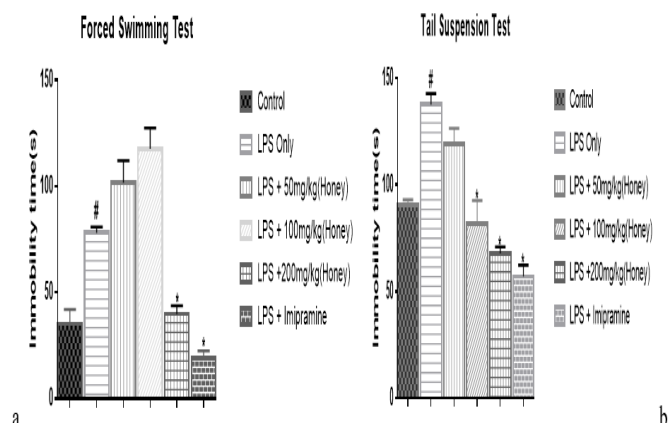 Forced Swimming Test
Immobility time(s)
150
100
50
0
#
*
*
Control
LPS Only
LPS + 50mg/kg(Honey)
LPS + 100mg/kg(Honey)
LPS +200mg/kg(Honey)
LPS + Imipramine
a
Tail Suspension Test
Immobility time(s)
150
100
50
0
#
*
*
*
Control
LPS Only
LPS + 50mg/kg(Honey)
LPS + 100mg/kg(Honey)
LPS+200mg/kg(Honey)
LPS + Imipramine
b